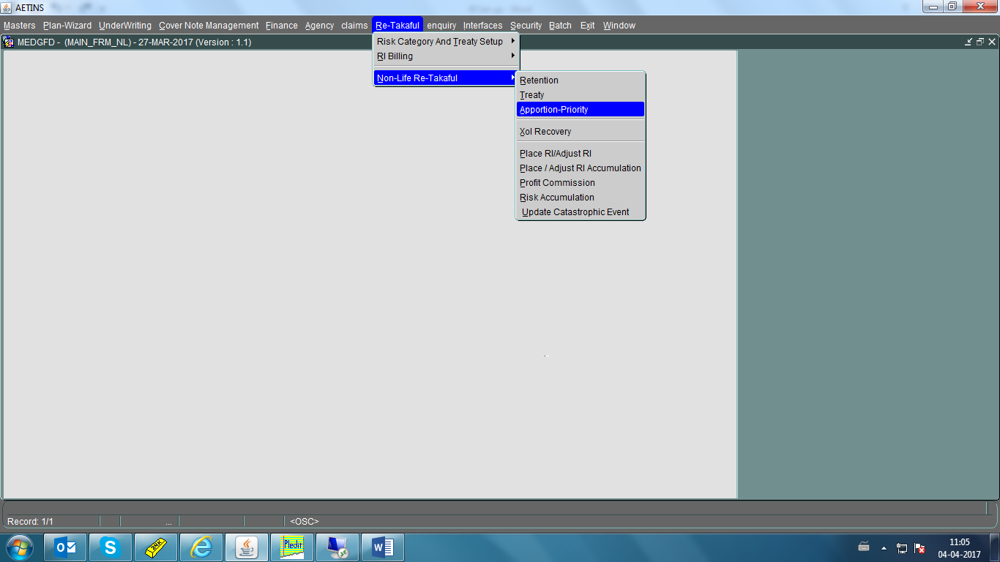 AETINS
Masters Plan-Wizard UnderWriting Cover Note Management Finance Agency claims Re-Takaful enquiry Interfaces Security Batch Exit Window
MEDGFD - (MAIN_FRM_NL) - 27-MAR-2017 (Version : 1.1)
Risk Category And Treaty Setup
RI Billing
Non-Life Re-Takaful
Retention
Treaty
Apportion-Priority
Xol Recovery
Place RI/Adjust RI
Place / Adjust RI Accumulation
Profit Commission
Risk Accumulation
Update Catastrophic Event
Record: 1/1 ... <OSC>
Pledit
24K
11:05
04-04-2017